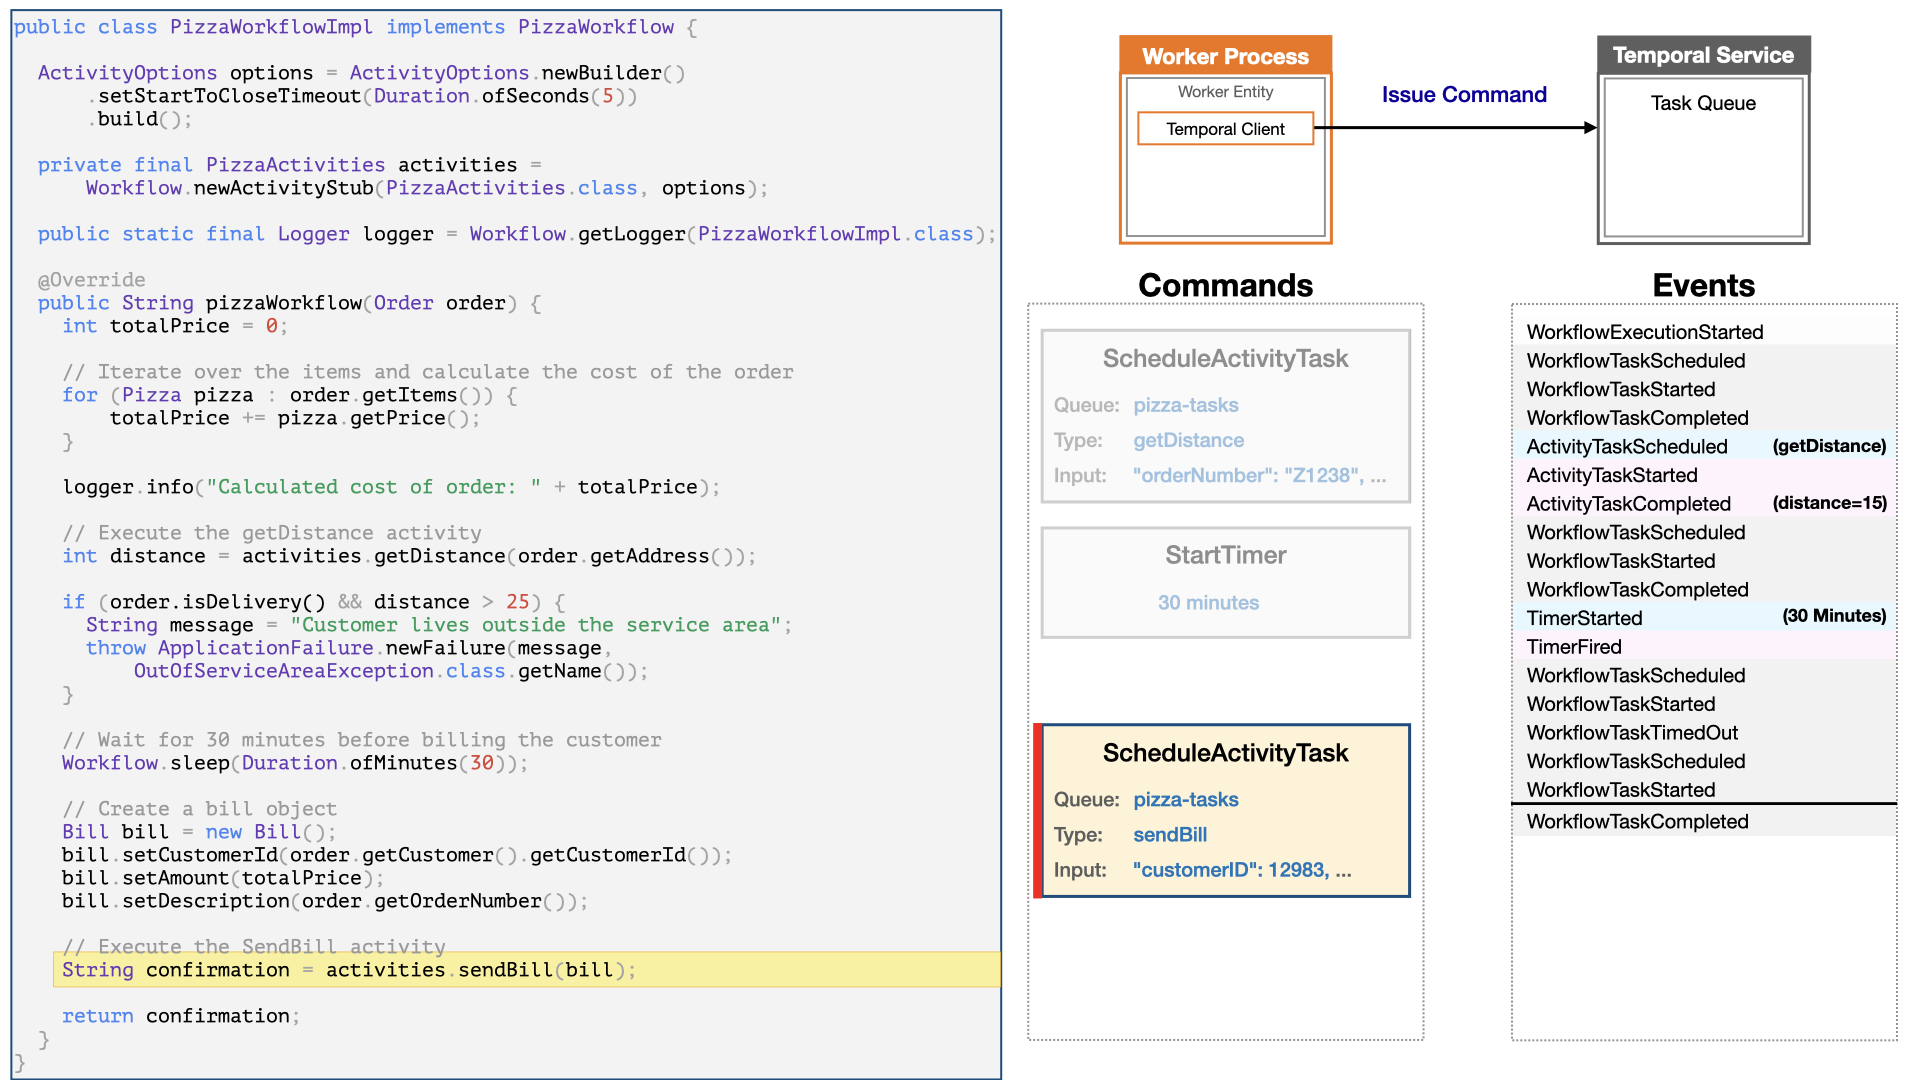 public class PizzaWorkflowImpl implements PizzaWorkflow {
ActivityOptions options = ActivityOptions.newBuilder()
.setStartToCloseTimeout(Duration.ofSeconds(5))
.build();
private final PizzaActivities activities =
Workflow.newActivityStub(PizzaActivities.class, options);
public static final Logger logger = Workflow.getLogger(PizzaWorkflowImpl.class);
@Override
public String pizzaWorkflow(Order order) {
int totalPrice = 0;
// Iterate over the items and calculate the cost of the order
for (Pizza pizza : order.getItems()) {
totalPrice += pizza.getPrice();
}
logger.info("Calculated cost of order: " + totalPrice);
// Execute the getDistance activity
int distance = activities.getDistance(order.getAddress());
if (order.isDelivery() && distance > 25) {
String message = "Customer lives outside the service area";
throw ApplicationFailure.newFailure(message,
OutOfServiceAreaException.class.getName());
}
// Wait for 30 minutes before billing the customer
Workflow.sleep(Duration.ofMinutes(30));
// Create a bill object
Bill bill = new Bill();
bill.setCustomerId(order.getCustomer().getCustomerId());
bill.setAmount(totalPrice);
bill.setDescription(order.getOrderNumber());
// Execute the SendBill activity
String confirmation = activities.sendBill(bill);
return confirmation;
}
}
Worker Process
Worker Entity
Temporal Client
Issue Command
Temporal Service
Task Queue
Commands
ScheduleActivityTask
Queue: pizza-tasks
Type: getDistance
Input: "orderNumber": "Z1238", ...
StartTimer
30 minutes
ScheduleActivityTask
Queue: pizza-tasks
Type: sendBill
Input: "customerID": 12983, ...
Events
WorkflowExecutionStarted
WorkflowTaskScheduled
WorkflowTaskStarted
WorkflowTaskCompleted
ActivityTaskScheduled (getDistance)
ActivityTaskStarted
ActivityTaskCompleted (distance=15)
WorkflowTaskScheduled
WorkflowTaskStarted
WorkflowTaskCompleted
TimerStarted (30 Minutes)
TimerFired
WorkflowTaskScheduled
WorkflowTaskStarted
WorkflowTaskTimedOut
WorkflowTaskScheduled
WorkflowTaskStarted
WorkflowTaskCompleted